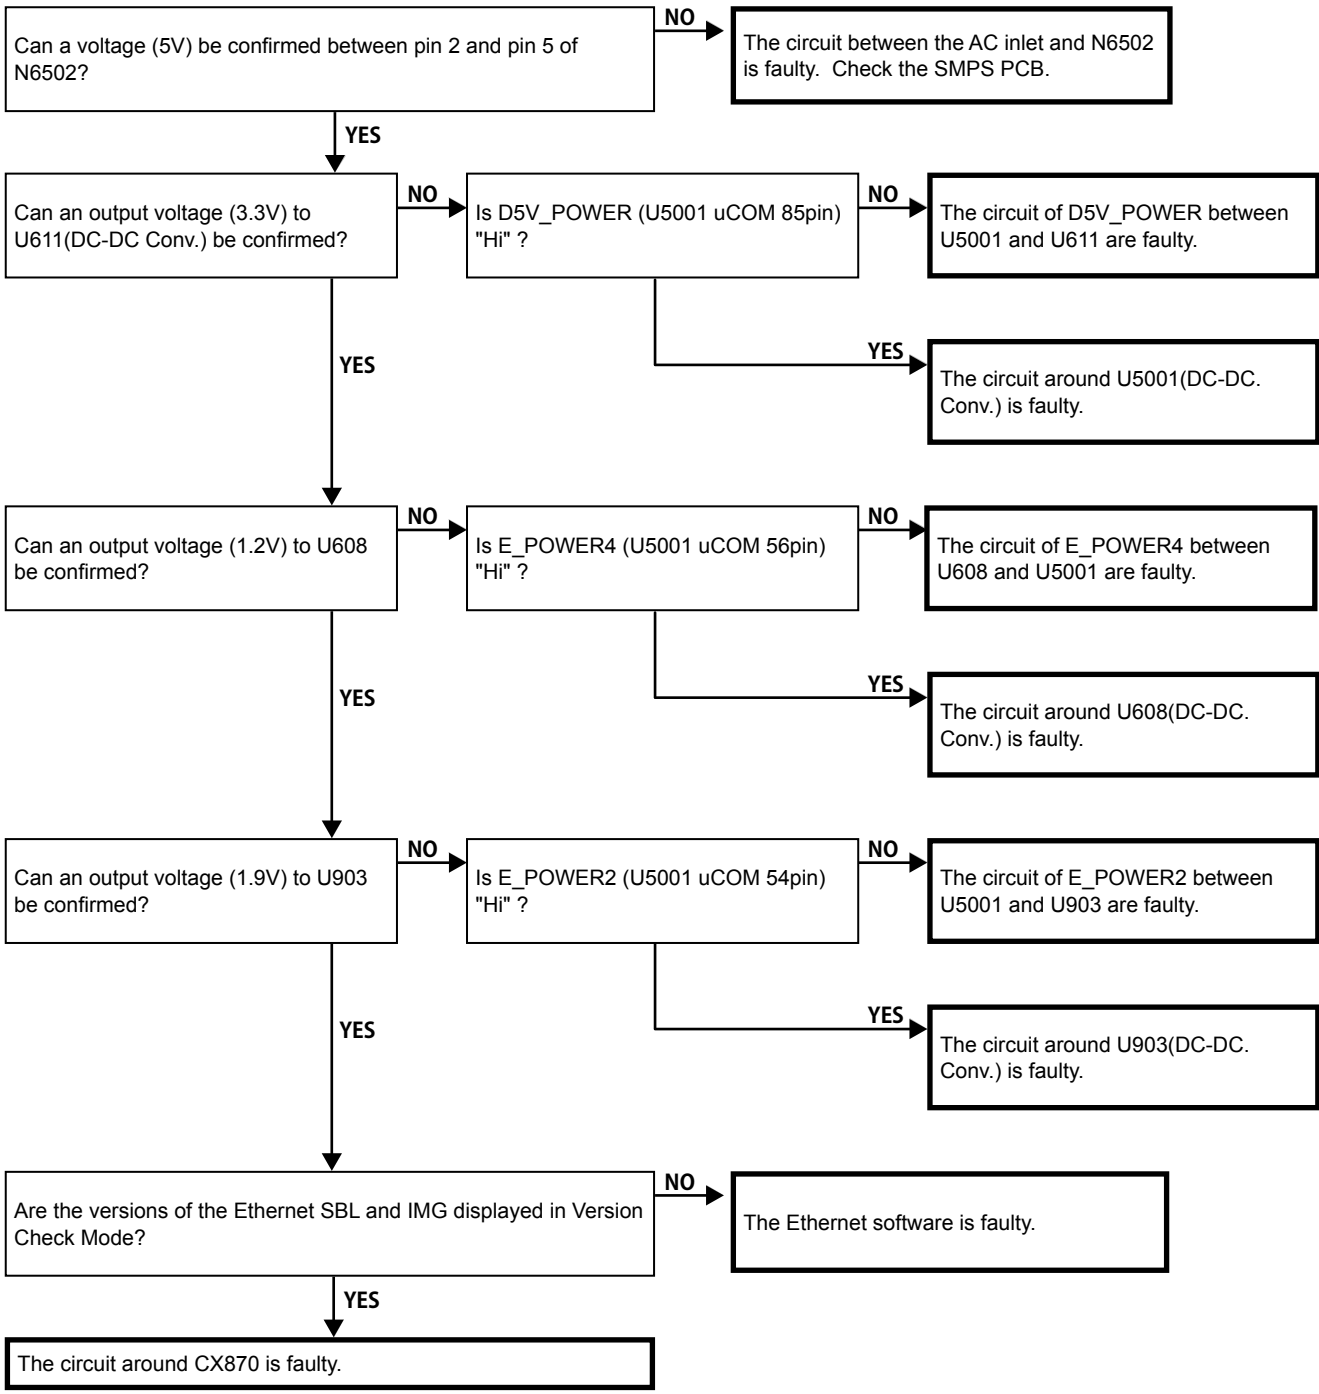 Can a voltage (5V) be confirmed between pin 2 and pin 5 of
N6502?
NO
The circuit between the AC inlet and N6502
is faulty.  Check the SMPS PCB.
YES
Can an output voltage (3.3V) to
U611(DC-DC Conv.) be confirmed?
NO
Is D5V_POWER (U5001 uCOM 85pin)
"Hi" ?
NO
The circuit of D5V_POWER between
U5001 and U611 are faulty.
YES
The circuit around U5001(DC-DC.
Conv.) is faulty.
YES
Can an output voltage (1.2V) to U608
be confirmed?
NO
Is E_POWER4 (U5001 uCOM 56pin)
"Hi" ?
NO
The circuit of E_POWER4 between
U608 and U5001 are faulty.
YES
The circuit around U608(DC-DC.
Conv.) is faulty.
YES
Can an output voltage (1.9V) to U903
be confirmed?
NO
Is E_POWER2 (U5001 uCOM 54pin)
"Hi" ?
NO
The circuit of E_POWER2 between
U5001 and U903 are faulty.
YES
The circuit around U903(DC-DC.
Conv.) is faulty.
YES
Are the versions of the Ethernet SBL and IMG displayed in Version
Check Mode?
NO
The Ethernet software is faulty.
YES
The circuit around CX870 is faulty.